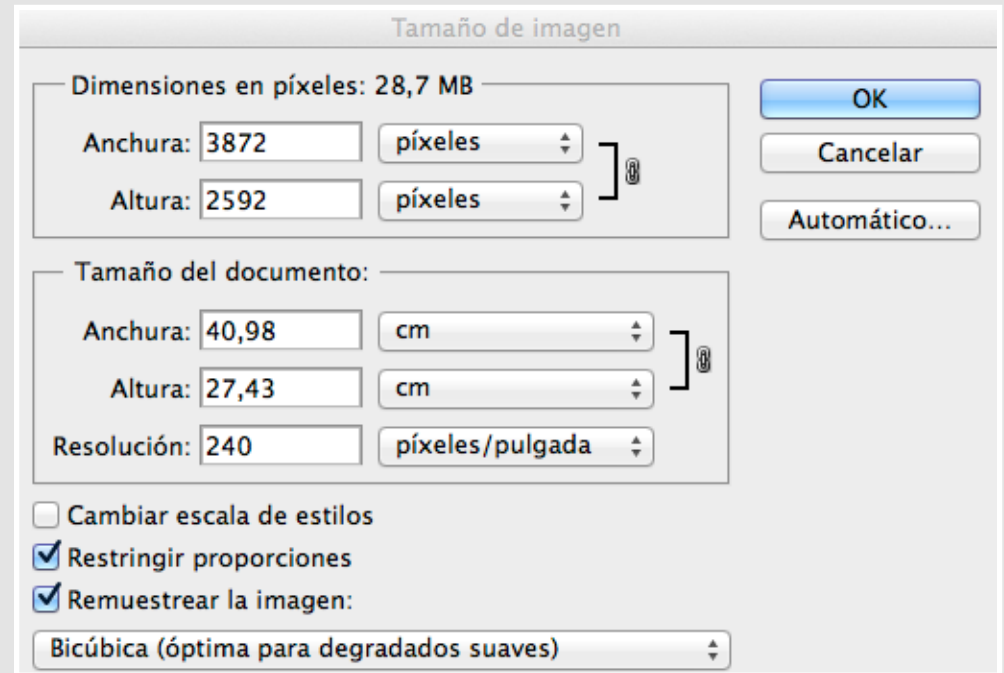 Tamaño de imagen
Dimensiones en píxeles: 28,7 MB
Anchura: 3872 píxeles
Altura: 2592 píxeles
OK
Cancelar
Automático...
Tamaño del documento:
Anchura: 40,98 cm
Altura: 27,43 cm
Resolución: 240 píxeles/pulgada
Cambiar escala de estilos
Restringir proporciones
Remuestrear la imagen:
Bicúbica (óptima para degradados suaves)